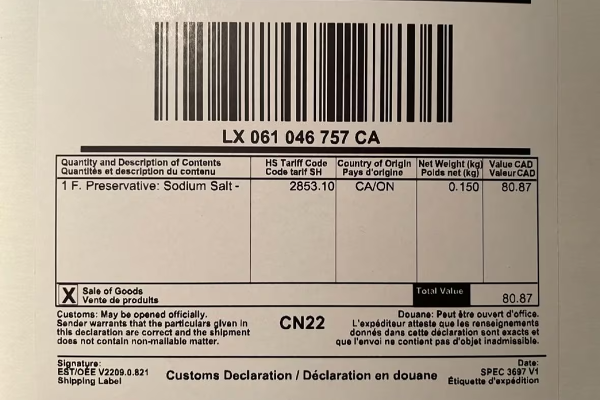 LX 061 046 757 CA
Quantity and Description of Contents HS Tariff Code Country of Origin Net Weight (kg) Value CAD
Quantités et description du contenu Code tarif SH Pays d'origine Poids net (kg) Valeur CAD
1 F. Preservative: Sodium Salt - 2853.10 CA/ON 0.150 80.87
X Sale of Goods Total Value
Vente de produits 80.87
Customs: May be opened officially.
Sender warrants that the particulars given in
this declaration are correct and the shipment
does not contain non-mailable matter.
CN22
Douane: Peut être ouvert d'office.
L'expéditeur atteste que les renseignements
donnés dans cette déclaration sont exacts et
que l'envoi ne contient pas d'objet inadmissible.
Signature:
EST/OEE V2209.0.821
Shipping Label
Customs Declaration / Déclaration en douane
Date:
SPEC 3697 V1
Étiquette d'expédition